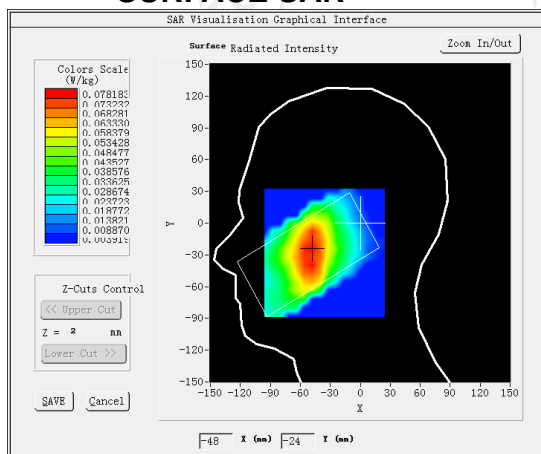 SURFACE SAR
SAR Visualisation Graphical Interface
Surface Radiated Intensity
Zoom In/Out
Colors Scale
(W/kg)
0.078183
0.073232
0.068281
0.063330
0.058379
0.053428
0.048477
0.043527
0.038576
0.033625
0.028674
0.023723
0.018772
0.013821
0.008870
0.003919
Z-Cuts Control
<< Upper Cut
Z = 2 mm
Lower Cut >>
SAVE
Cancel
Y
150
120
90
60
30
0
-30
-60
-90
-120
-150
-150 -120 -90 -60 -30 0 30 60 90 120 150
X
-48 X (mm) -24 Y (mm)